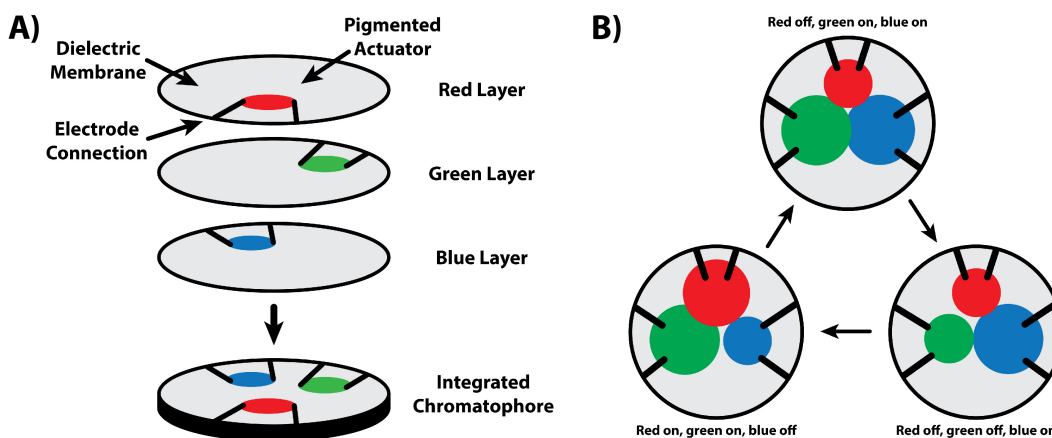 A)
Dielectric
Membrane
Pigmented
Actuator
Red Layer
Electrode
Connection
Green Layer
Blue Layer
Integrated
Chromatophore
B)
Red off, green on, blue on
Red on, green on, blue off
Red off, green off, blue on